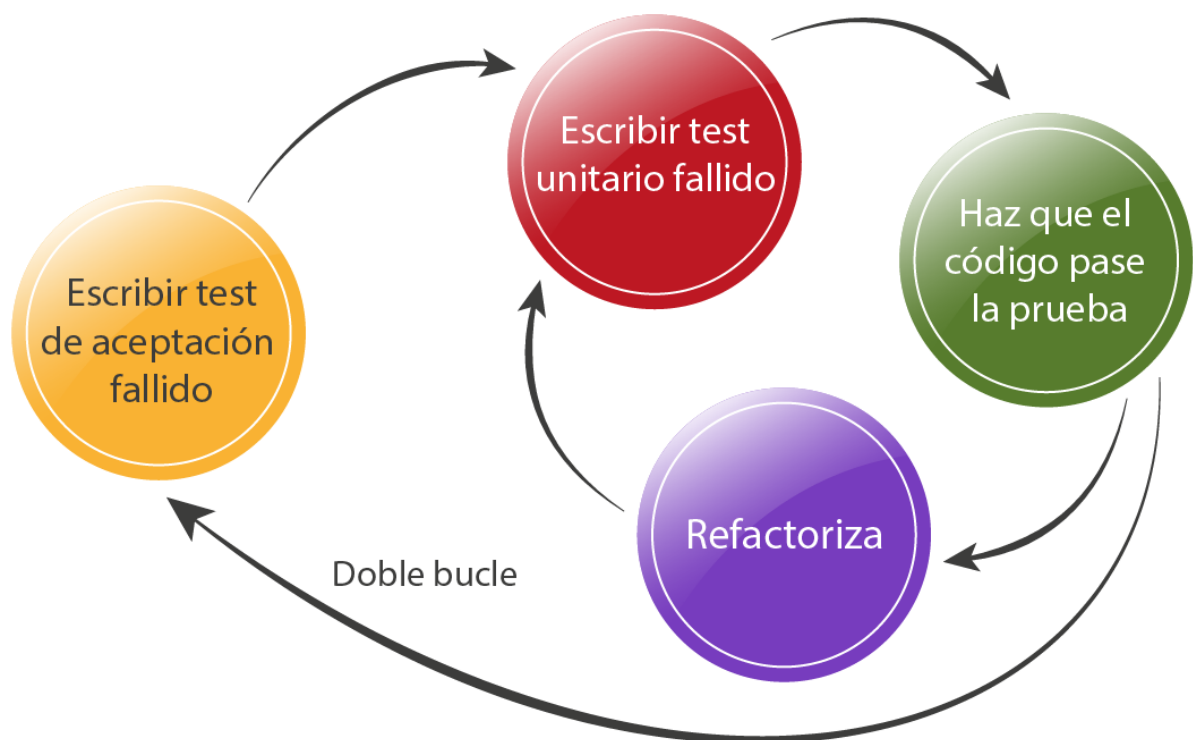 Escribir test
unitario fallido
Haz que el
código pase
la prueba
Escribir test
de aceptación
fallido
Refactoriza
Doble bucle